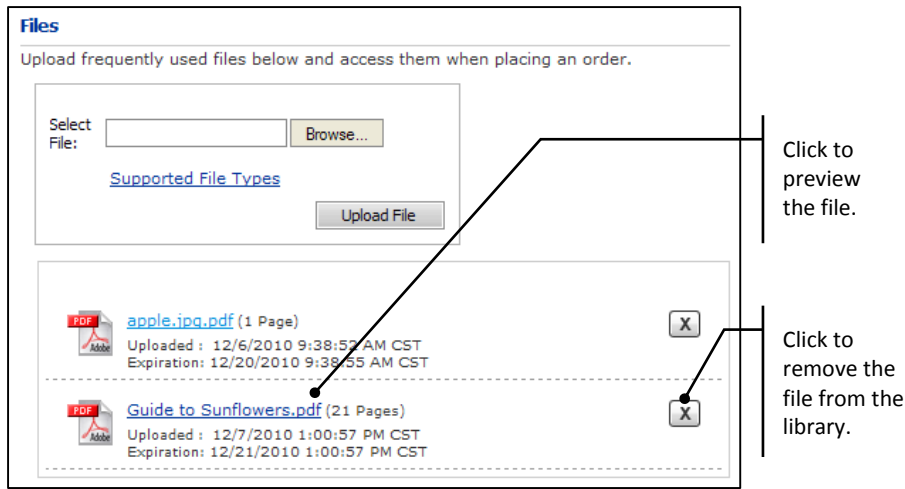 Files
Upload frequently used files below and access them when placing an order.
Select
File:
Browse...
Supported File Types
Upload File
Click to
preview
the file.
PDF
Adobe
apple.jpg.pdf (1 Page)
Uploaded : 12/6/2010 9:38:52 AM CST
Expiration: 12/20/2010 9:38:55 AM CST
X
PDF
Adobe
Guide to Sunflowers.pdf (21 Pages)
Uploaded : 12/7/2010 1:00:57 PM CST
Expiration: 12/21/2010 1:00:57 PM CST
X
Click to
remove the
file from the
library.